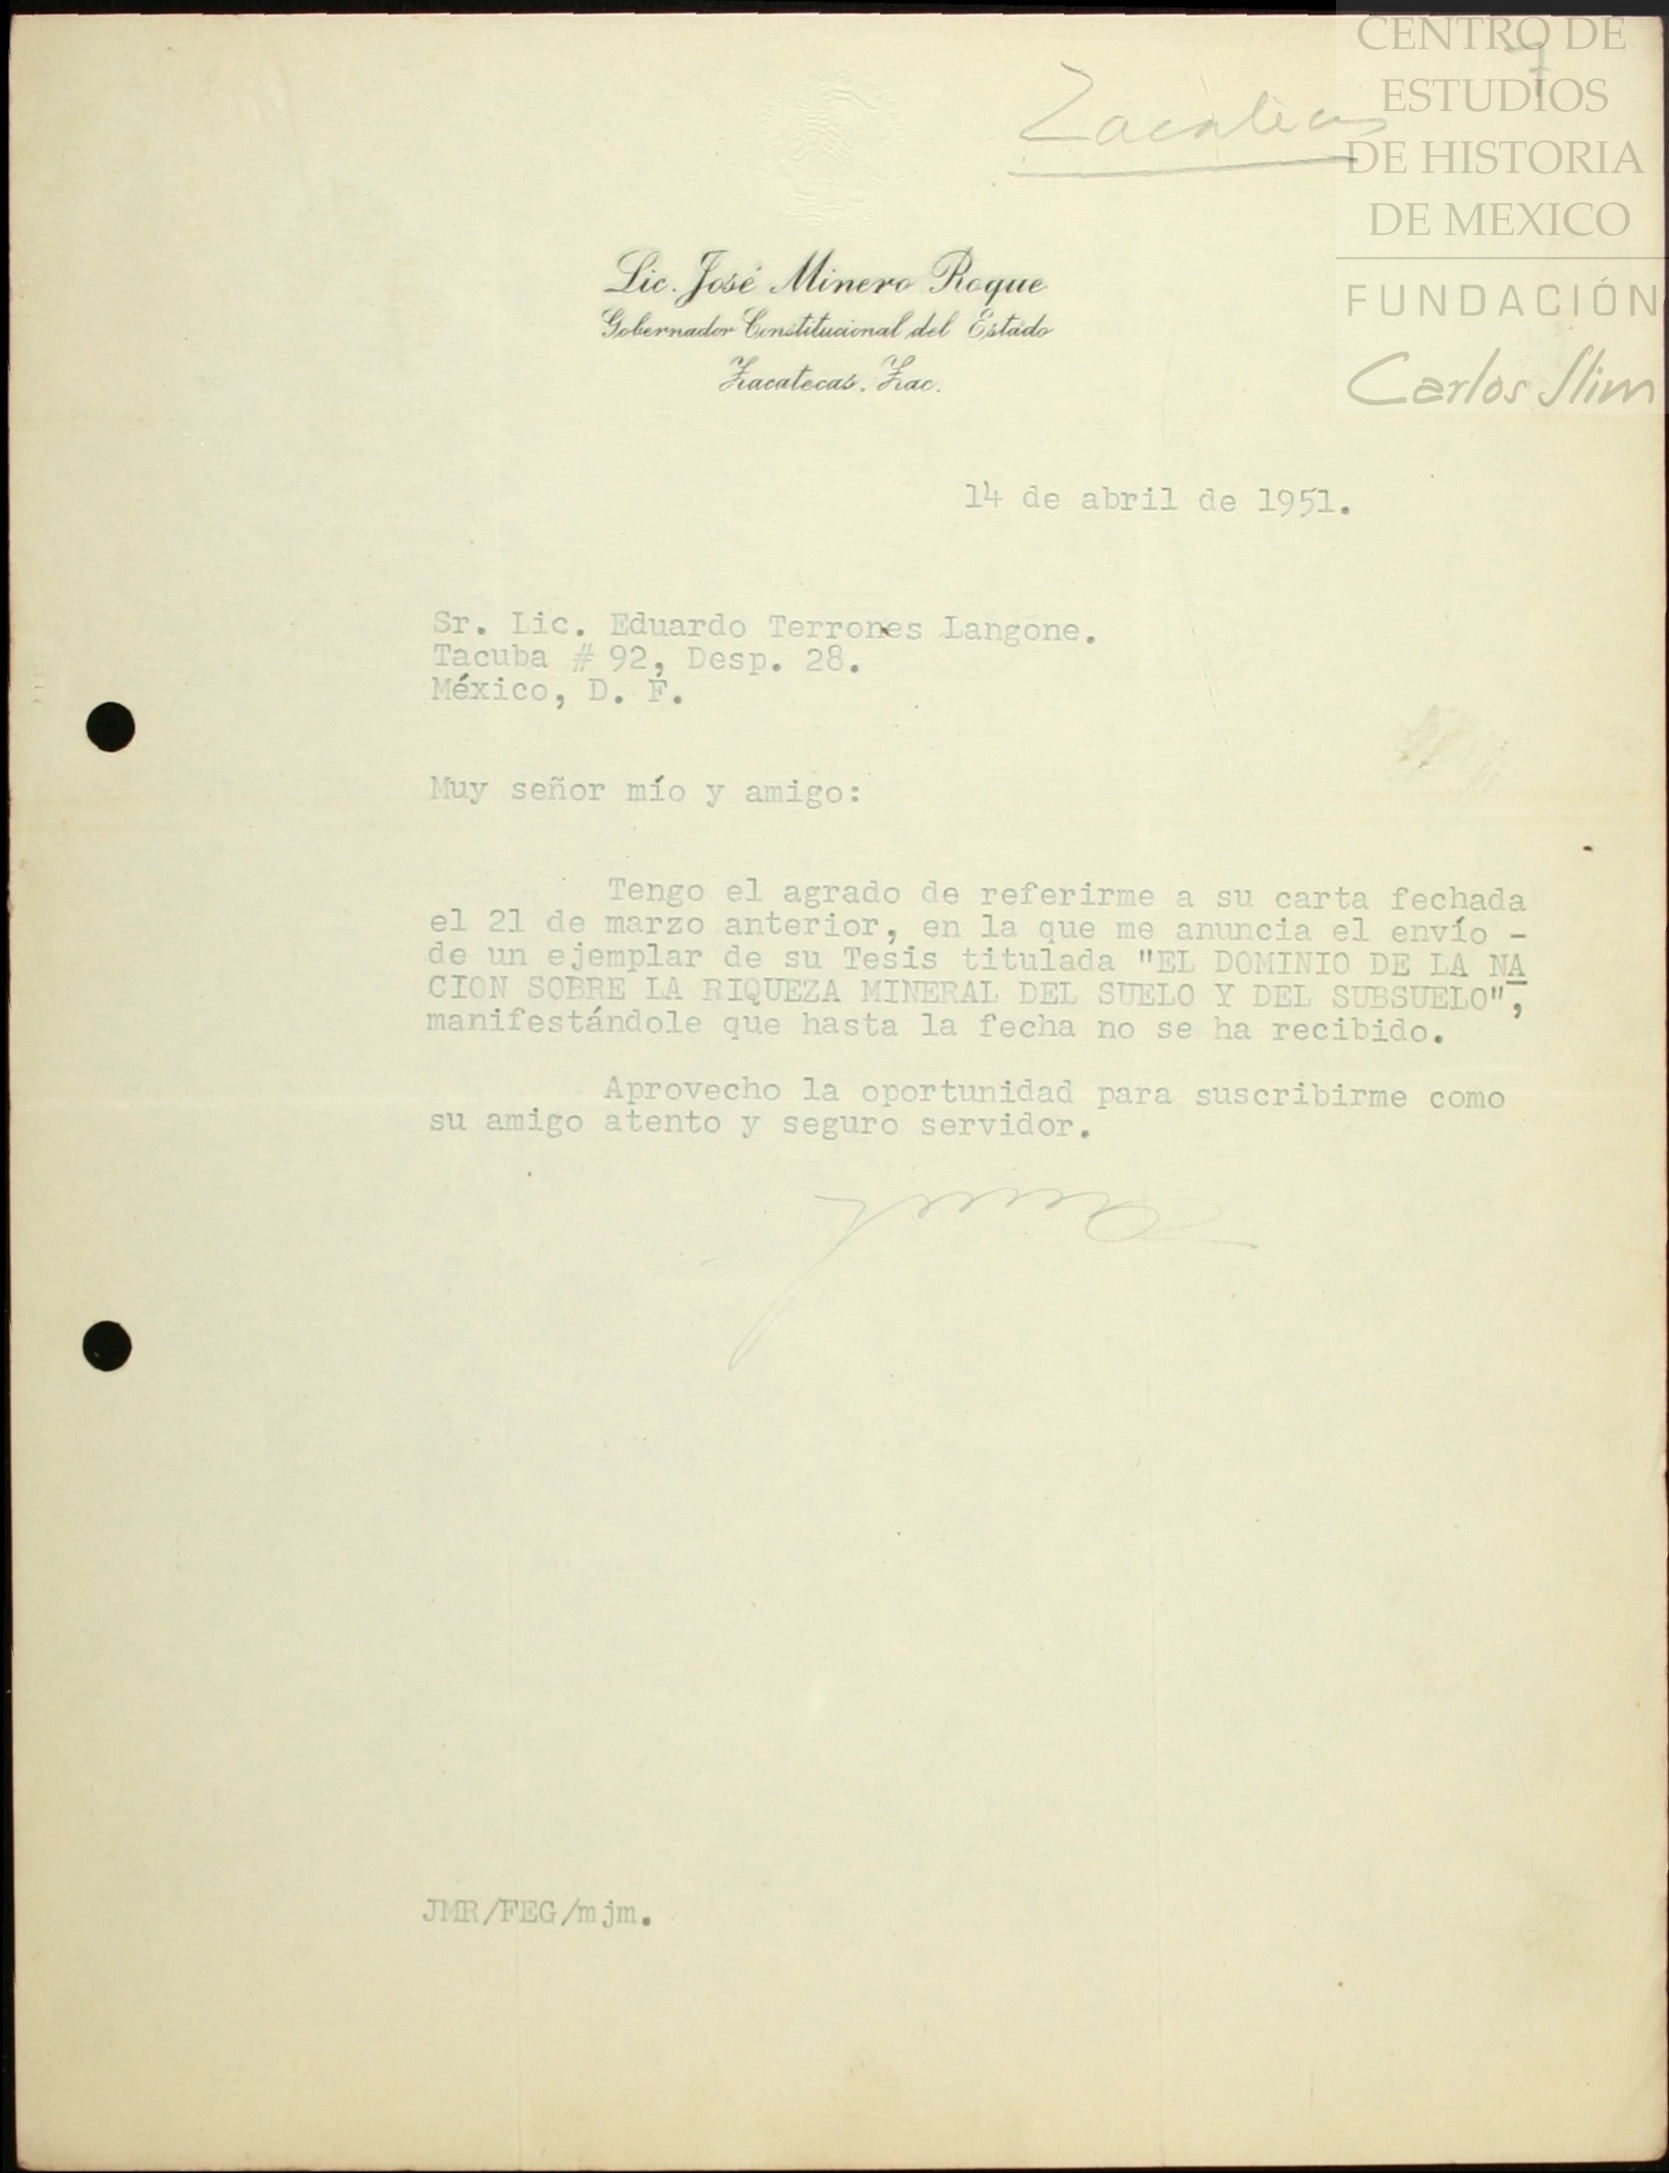 CENTRO DE
ESTUDIOS
DE HISTORIA
DE MEXICO
FUNDACIÓN
Carlos Slim
7
Zacatecas
Lic. José Minero Roque
Gobernador Constitucional del Estado
Zacatecas, Zac.
14 de abril de 1951.
Sr. Lic. Eduardo Terrones Langone.
Tacuba # 92, Desp. 28.
México, D. F.
Muy señor mío y amigo:
Tengo el agrado de referirme a su carta fechada
el 21 de marzo anterior, en la que me anuncia el envío -
de un ejemplar de su Tesis titulada "EL DOMINIO DE LA NA
CION SOBRE LA RIQUEZA MINERAL DEL SUELO Y DEL SUBSUELO",
manifestándole que hasta la fecha no se ha recibido.
Aprovecho la oportunidad para suscribirme como
su amigo atento y seguro servidor.
JMR/FEG/mjm.